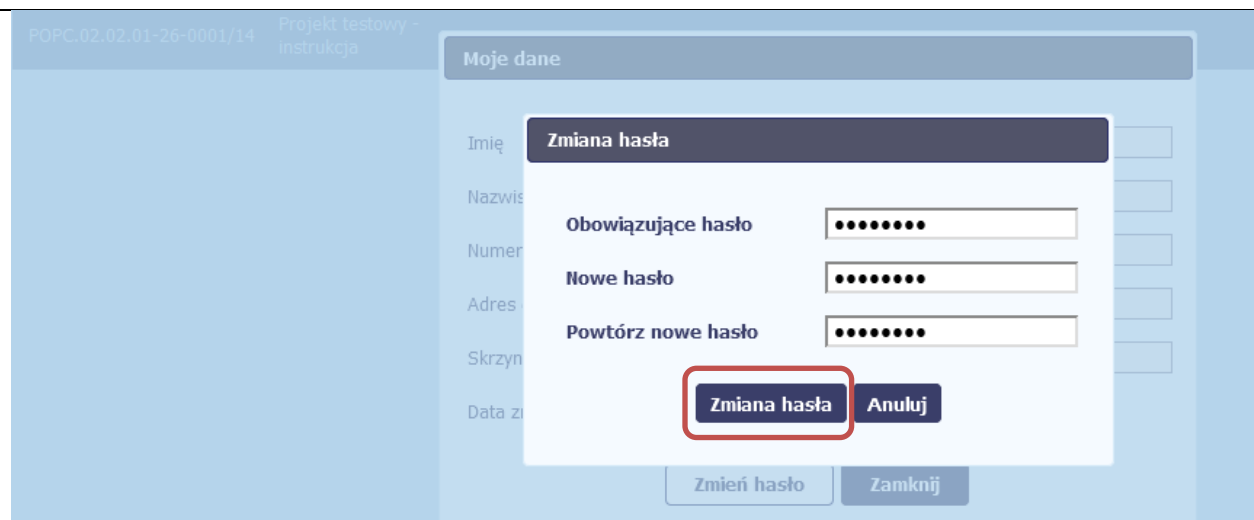 POPC.02.02.01-26-0001/14 Projekt testowy -
instrukcja
Moje dane
Zmiana hasła
Imię
Nazwis
Obowiązujące hasło ••••••••
Numer
Nowe hasło ••••••••
Adres
Powtórz nowe hasło ••••••••
Skrzyn
Zmiana hasła Anuluj
Data zr
Zmień hasło Zamknij